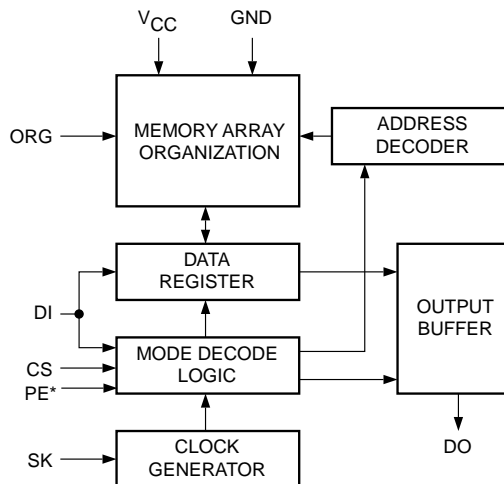 VCC
GND
ORG
MEMORY ARRAY
ORGANIZATION
ADDRESS
DECODER
DATA
REGISTER
DI
OUTPUT
BUFFER
MODE DECODE
LOGIC
CS
PE*
DO
SK
CLOCK
GENERATOR